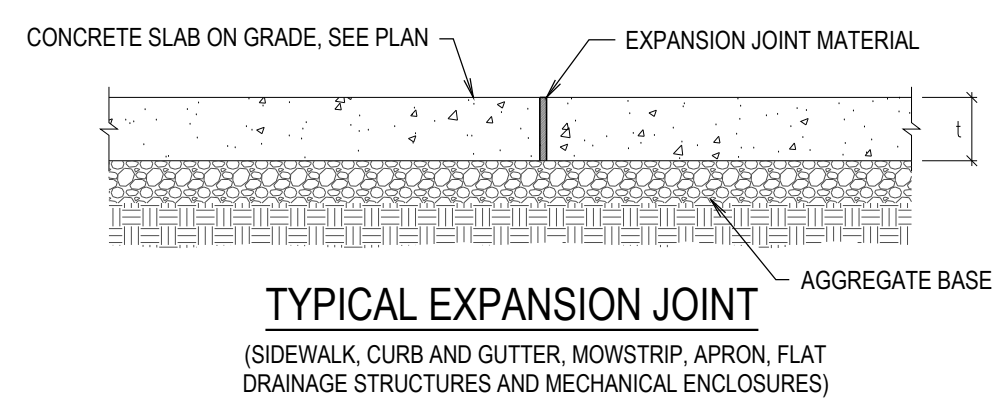 CONCRETE SLAB ON GRADE, SEE PLAN
EXPANSION JOINT MATERIAL
t
AGGREGATE BASE
TYPICAL EXPANSION JOINT
(SIDEWALK, CURB AND GUTTER, MOWSTRIP, APRON, FLAT
DRAINAGE STRUCTURES AND MECHANICAL ENCLOSURES)